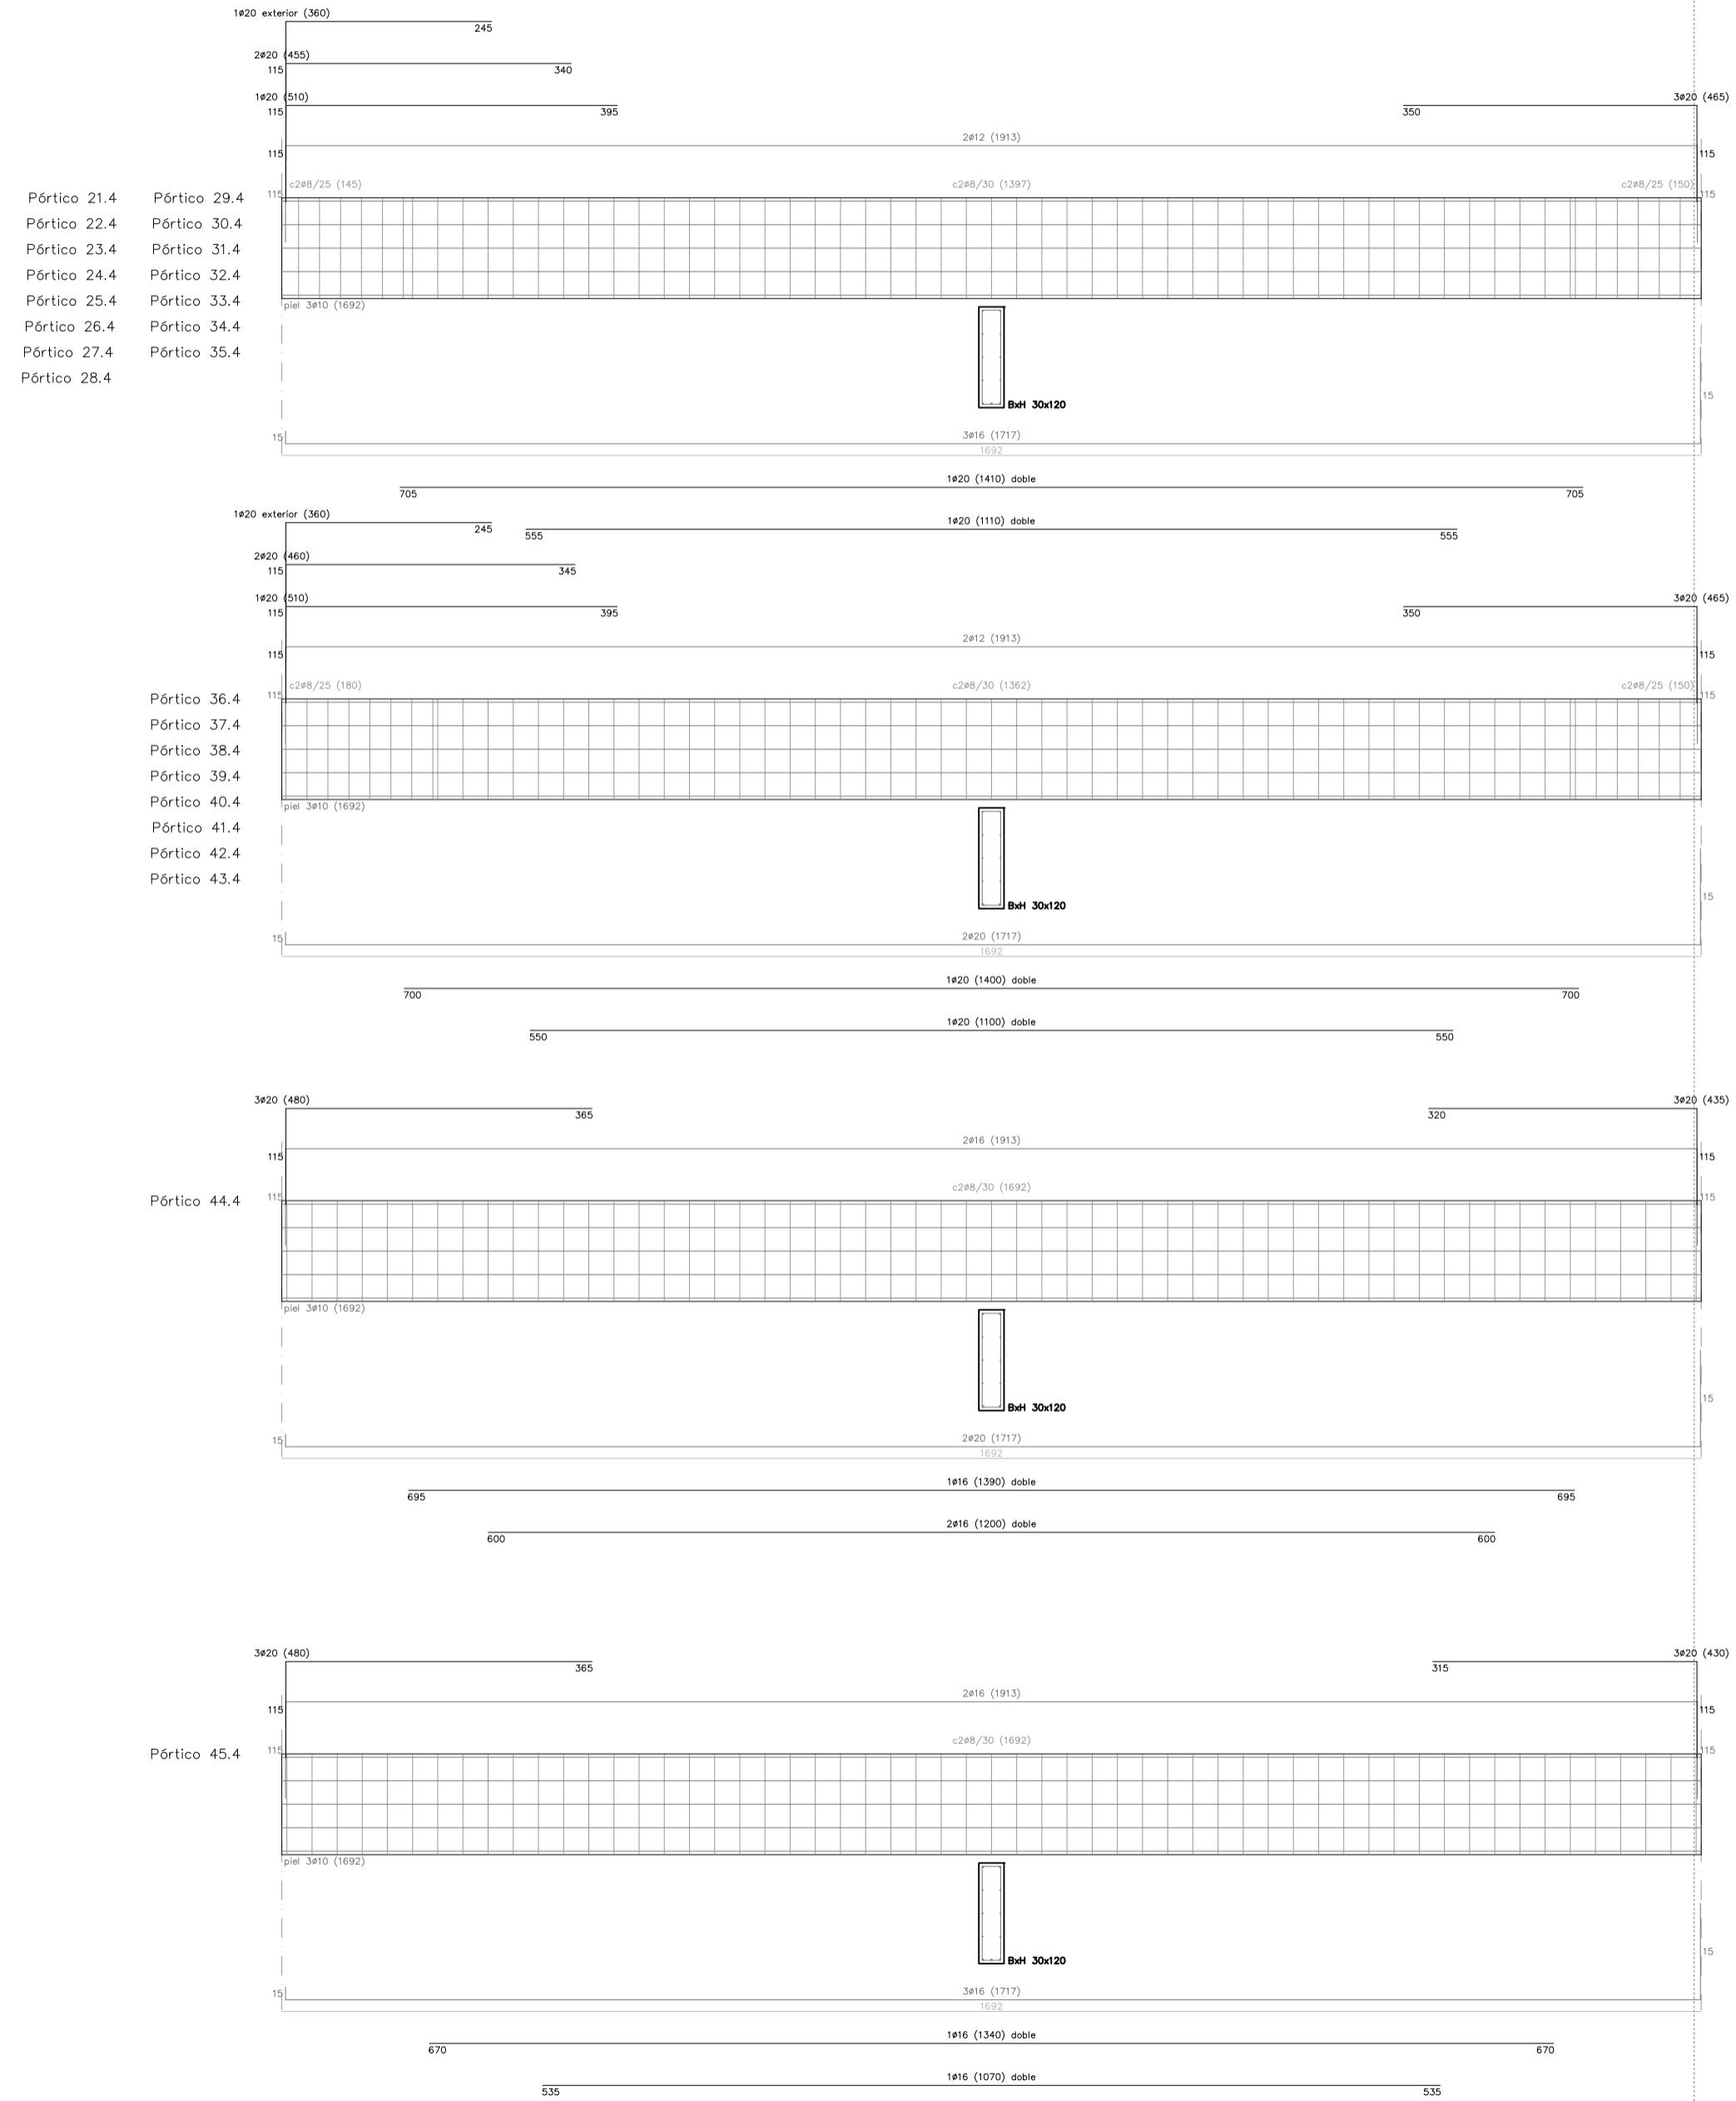 1ø20 exterior (360)
245
2ø20 (455)
115
340
1ø20 (510)
3ø20 (465)
115
395
350
2ø12 (1913)
115
115
c2ø8/25 (145)
c2ø8/30 (1397)
c2ø8/25 (150)
115
115
Pórtico 21.4
Pórtico 29.4
Pórtico 22.4
Pórtico 30.4
Pórtico 23.4
Pórtico 31.4
Pórtico 24.4
Pórtico 32.4
Pórtico 25.4
Pórtico 33.4
Pórtico 26.4
Pórtico 34.4
Pórtico 27.4
Pórtico 35.4
Pórtico 28.4
piel 3ø10 (1692)
BxH 30x120
15
15
3ø16 (1717)
1692
1ø20 (1410) doble
705
705
1ø20 exterior (360)
245
1ø20 (1110) doble
555
555
2ø20 (460)
115
345
1ø20 (510)
3ø20 (465)
115
395
350
2ø12 (1913)
115
115
c2ø8/25 (180)
c2ø8/30 (1362)
c2ø8/25 (150)
115
115
Pórtico 36.4
Pórtico 37.4
Pórtico 38.4
Pórtico 39.4
Pórtico 40.4
Pórtico 41.4
Pórtico 42.4
Pórtico 43.4
piel 3ø10 (1692)
BxH 30x120
15
15
2ø20 (1717)
1692
1ø20 (1400) doble
700
700
1ø20 (1100) doble
550
550
3ø20 (480)
3ø20 (435)
365
320
2ø16 (1913)
115
115
c2ø8/30 (1692)
115
115
Pórtico 44.4
piel 3ø10 (1692)
BxH 30x120
15
15
2ø20 (1717)
1692
1ø16 (1390) doble
695
695
2ø16 (1200) doble
600
600
3ø20 (480)
3ø20 (430)
365
315
2ø16 (1913)
115
115
c2ø8/30 (1692)
115
115
Pórtico 45.4
piel 3ø10 (1692)
BxH 30x120
15
15
3ø16 (1717)
1692
1ø16 (1340) doble
670
670
1ø16 (1070) doble
535
535